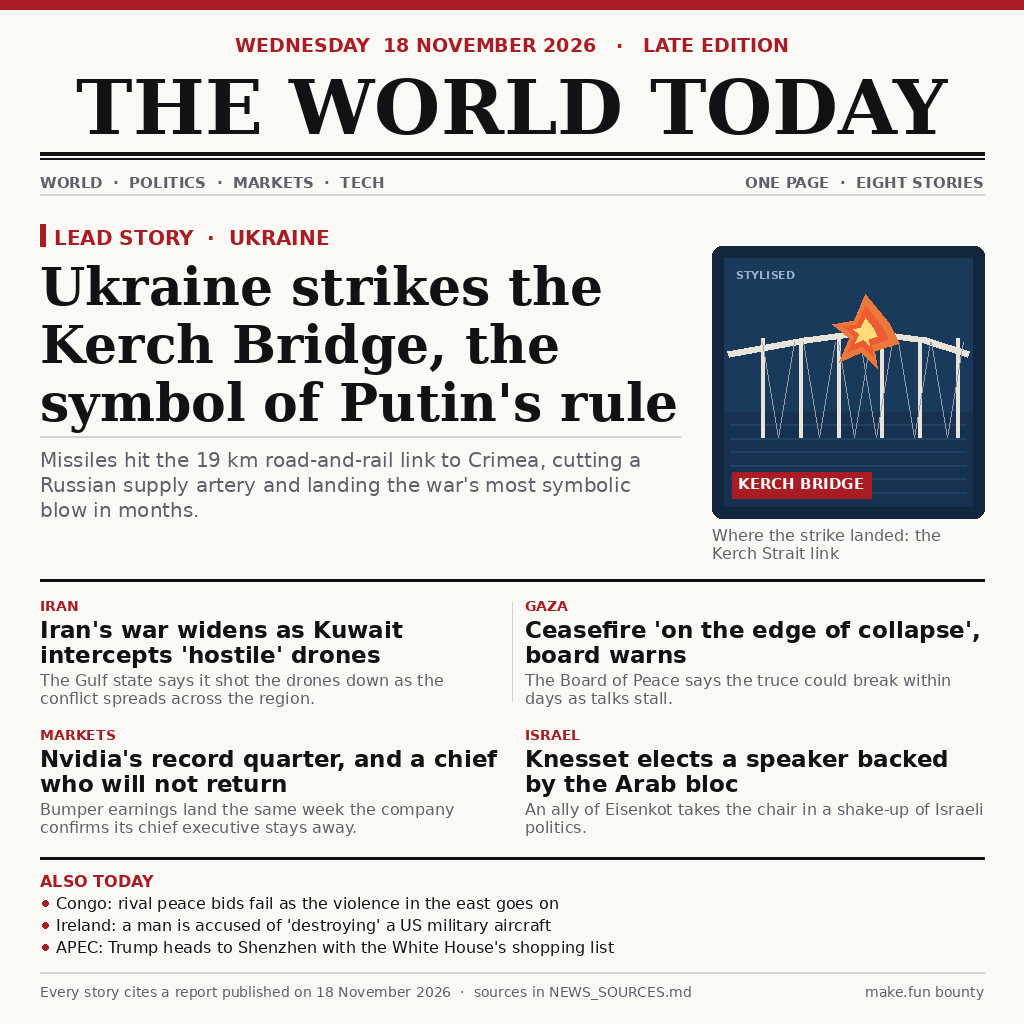 WEDNESDAY 18 NOVEMBER 2026 · LATE EDITION
THE WORLD TODAY
WORLD · POLITICS · MARKETS · TECH
ONE PAGE · EIGHT STORIES
LEAD STORY · UKRAINE
Ukraine strikes the
Kerch Bridge, the
symbol of Putin's rule
Missiles hit the 19 km road-and-rail link to Crimea, cutting a
Russian supply artery and landing the war's most symbolic
blow in months.
STYLISED
KERCH BRIDGE
Where the strike landed: the
Kerch Strait link
IRAN
Iran's war widens as Kuwait
intercepts 'hostile' drones
The Gulf state says it shot the drones down as the
conflict spreads across the region.
GAZA
Ceasefire 'on the edge of collapse',
board warns
The Board of Peace says the truce could break within
days as talks stall.
MARKETS
Nvidia's record quarter, and a chief
who will not return
Bumper earnings land the same week the company
confirms its chief executive stays away.
ISRAEL
Knesset elects a speaker backed
by the Arab bloc
An ally of Eisenkot takes the chair in a shake-up of Israeli
politics.
ALSO TODAY
• Congo: rival peace bids fail as the violence in the east goes on
• Ireland: a man is accused of 'destroying' a US military aircraft
• APEC: Trump heads to Shenzhen with the White House's shopping list
Every story cites a report published on 18 November 2026 · sources in NEWS_SOURCES.md
make.fun bounty